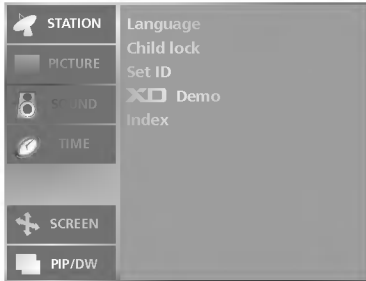 STATION
PICTURE
SOUND
TIME
SCREEN
PIP/DW
Language
Child lock
Set ID
XD Demo
Index